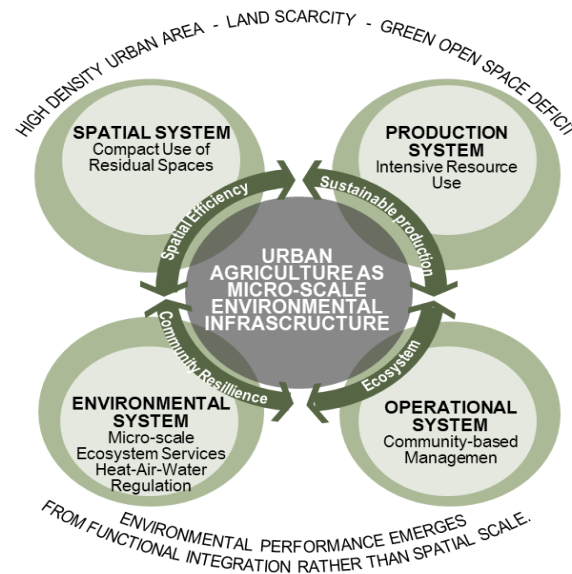 HIGH DENSITY URBAN AREA - LAND SCARCITY - GREEN OPEN SPACE DEFICIT
SPATIAL SYSTEM
Compact Use of
Residual Spaces
PRODUCTION
SYSTEM
Intensive Resource
Use
Spatial Efficiency
Sustainable production
URBAN
AGRICULTURE AS
MICRO-SCALE
ENVIRONMENTAL
INFRASCRUCTURE
Community Resillience
Ecosystem
ENVIRONMENTAL
SYSTEM
Micro-scale
Ecosystem Services
Heat-Air-Water
Regulation
OPERATIONAL
SYSTEM
Community-based
Managemen
ENVIRONMENTAL PERFORMANCE EMERGES
FROM FUNCTIONAL INTEGRATION RATHER THAN SPATIAL SCALE.